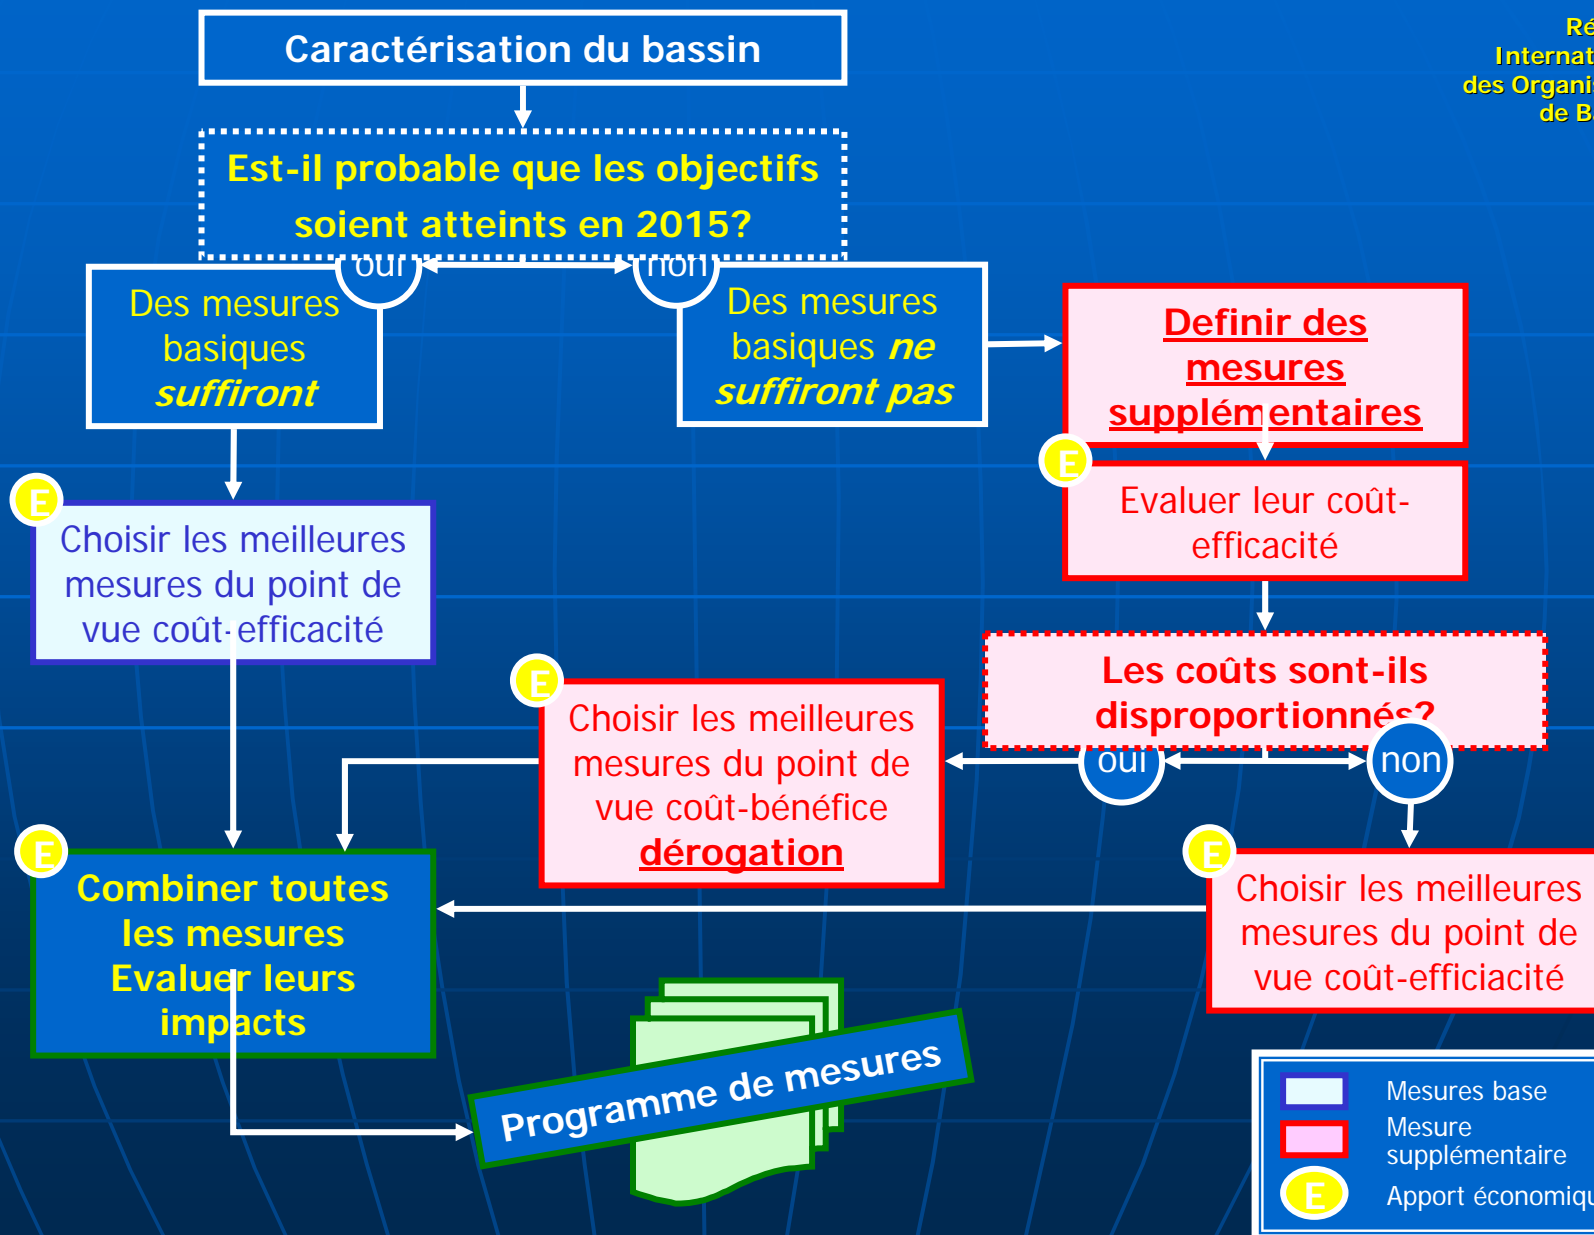 Caractérisation du bassin
Est-il probable que les objectifs
soient atteints en 2015?
oui
non
Des mesures
basiques
suffiront
Des mesures
basiques ne
suffiront pas
Definir des
mesures
supplémentaires
E
Evaluer leur coût-
efficacité
E
Choisir les meilleures
mesures du point de
vue coût-efficacité
Les coûts sont-ils
disproportionnés?
oui
non
E
Choisir les meilleures
mesures du point de
vue coût-bénéfice
dérogation
E
Choisir les meilleures
mesures du point de
vue coût-efficiacité
E
Combiner toutes
les mesures
Evaluer leurs
impacts
Programme de mesures
Mesures base
Mesure
supplémentaire
E
Apport
de
des